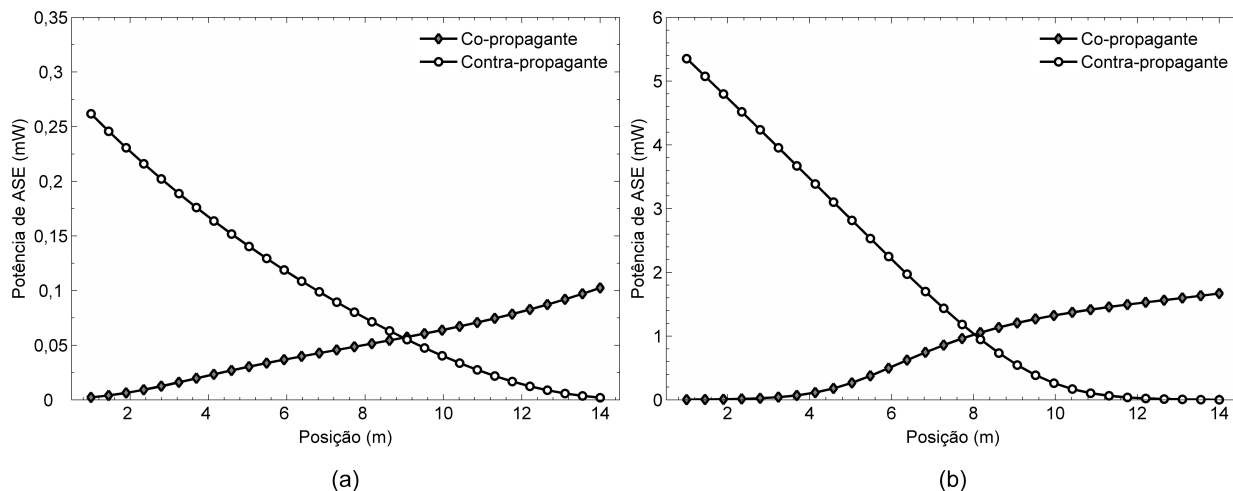 0,35
0,3
0,25
0,2
0,15
0,1
0,05
0
Potência de ASE (mW)
Co-propagante
Contra-propagante
2
4
6
8
10
12
14
Posição (m)
(a)
6
5
4
3
2
1
0
Potência de ASE (mW)
Co-propagante
Contra-propagante
2
4
6
8
10
12
14
Posição (m)
(b)